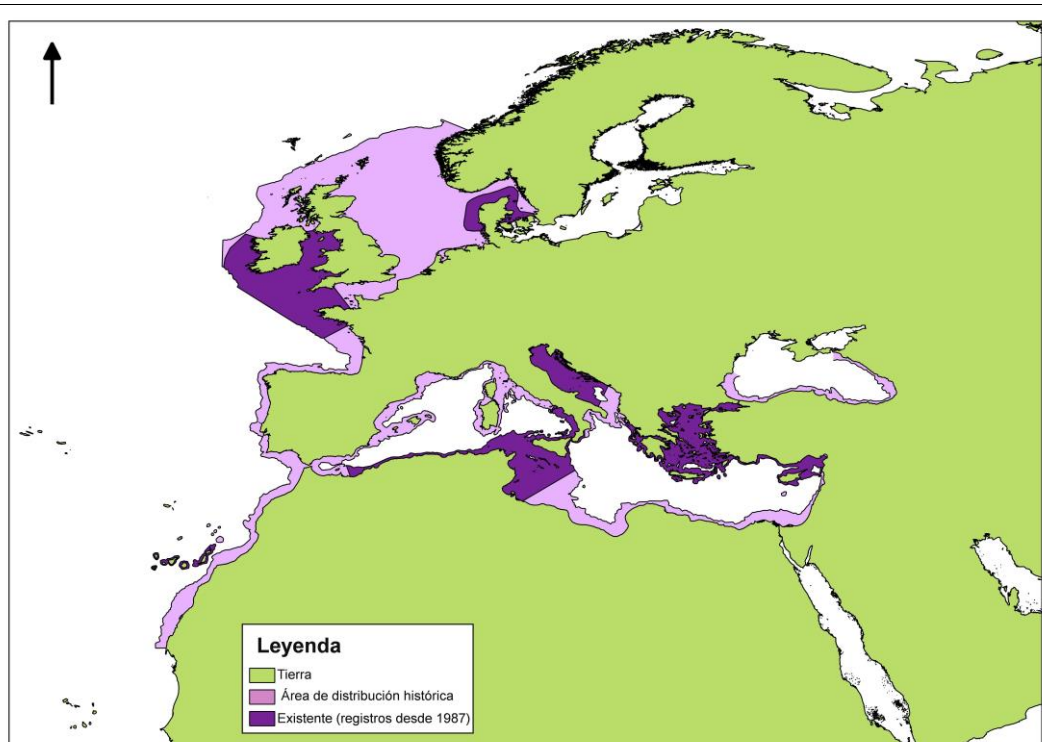 Leyenda
Tierra
Área de distribución histórica
Existente (registros desde 1987)